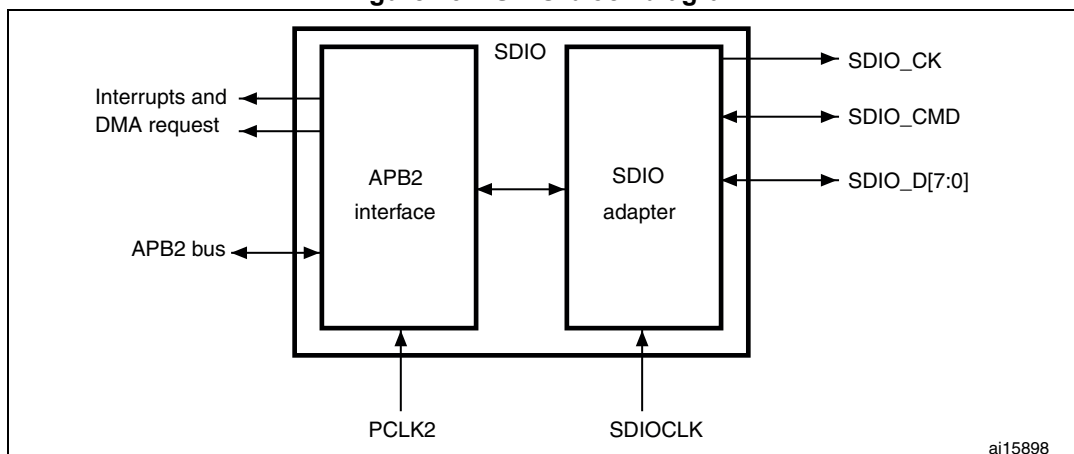 SDIO
SDIO_CK
Interrupts and
DMA request
SDIO_CMD
APB2
interface
SDIO
adapter
SDIO_D[7:0]
APB2 bus
PCLK2
SDIOCLK
ai15898